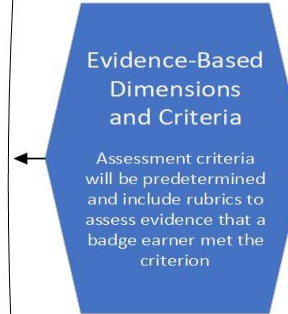 Evidence-Based
Dimensions
and Criteria
Assessment criteria
will be predetermined
and include rubrics to
assess evidence that a
badge earner met the
criterion